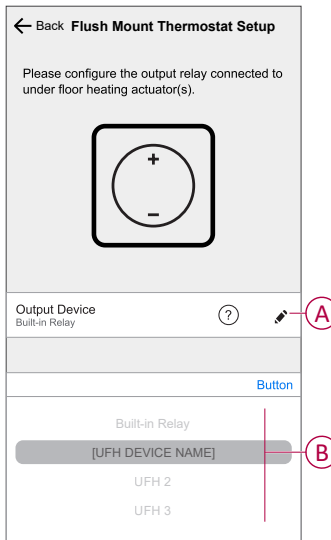 Back Flush Mount Thermostat Setup
Please configure the output relay connected to
under floor heating actuator(s).
+
−
Output Device
Built-in Relay
?
A
Button
Built-in Relay
[UFH DEVICE NAME]
B
UFH 2
UFH 3